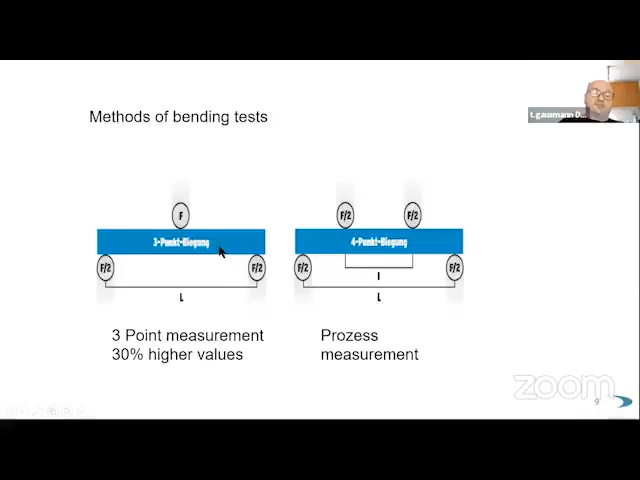 Methods of bending tests
t.gausmann D...
F
F/2
F/2
3-Punkt-Biegung
4-Punkt-Biegung
F/2
F/2
F/2
F/2
l
L
L
3 Point measurement
30% higher values
Prozess
measurement
zoom
9